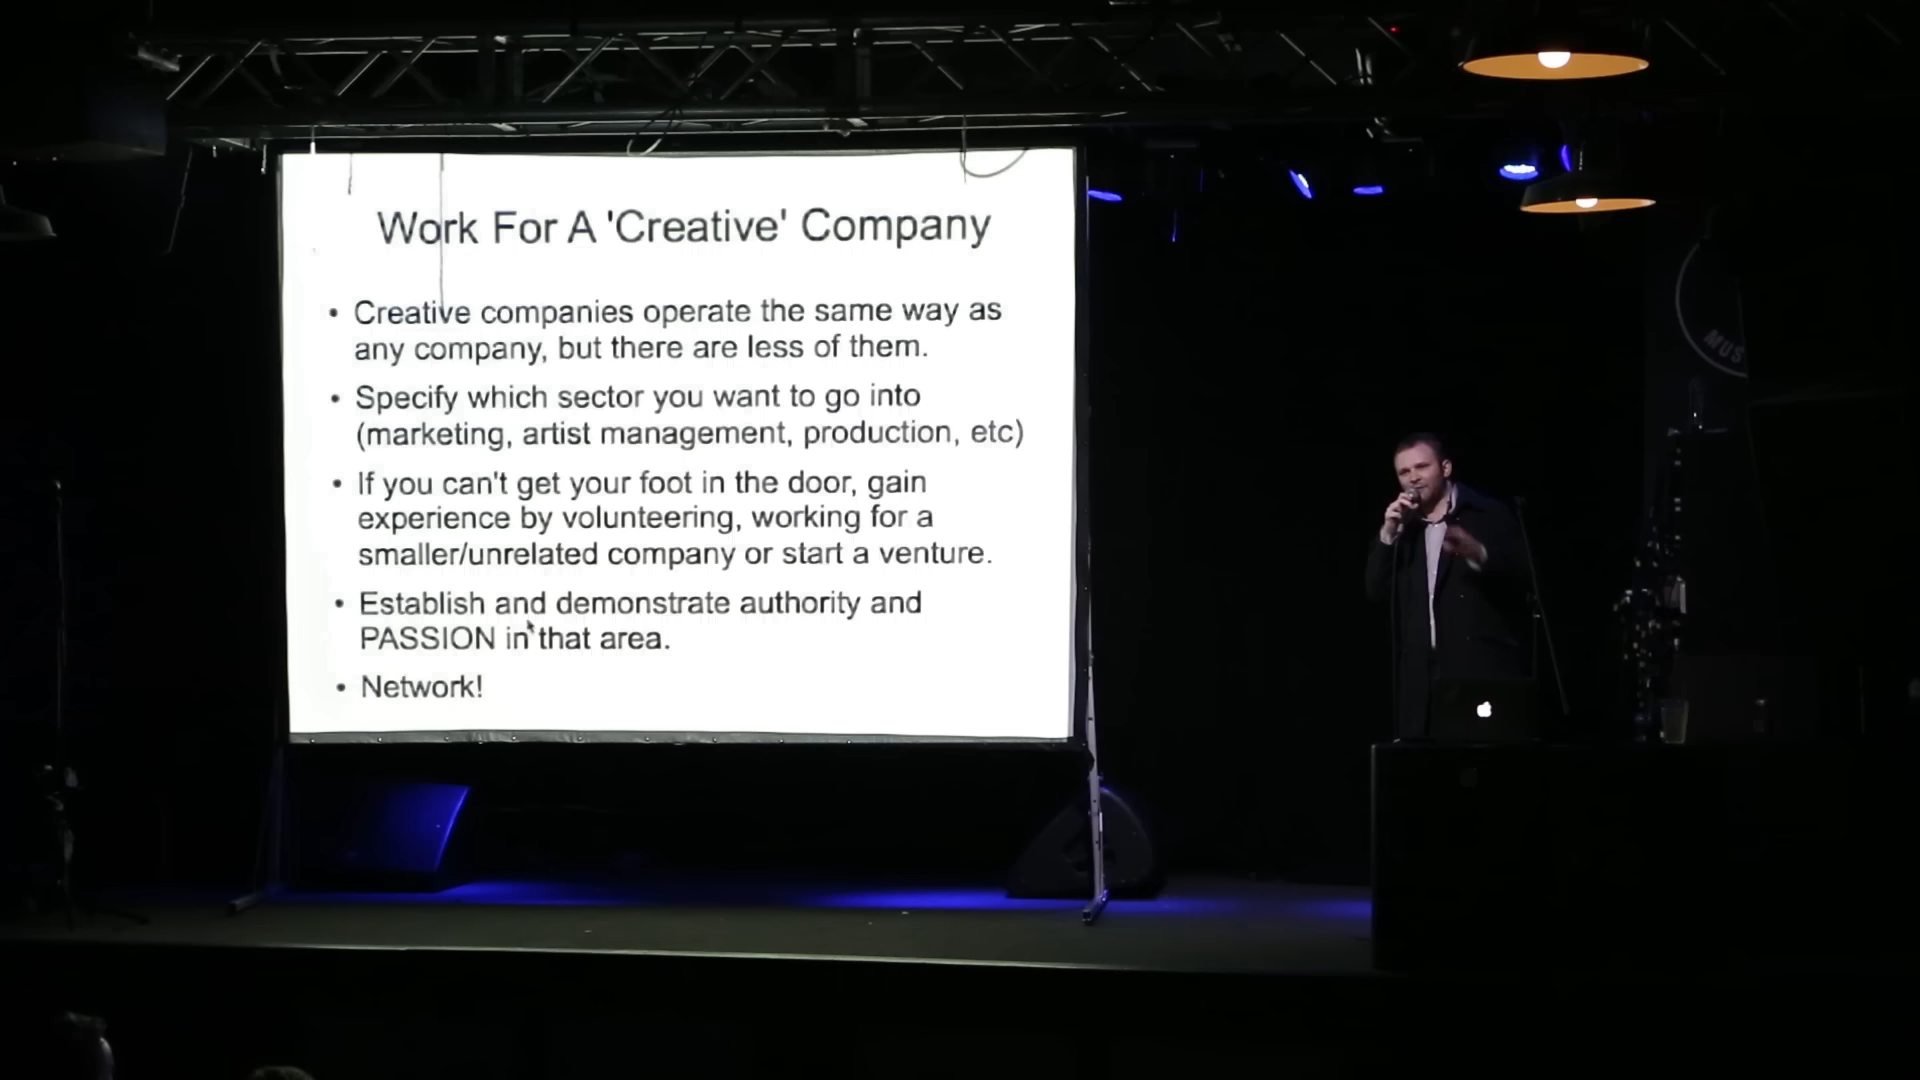 Work For A 'Creative' Company
• Creative companies operate the same way as
any company, but there are less of them.
• Specify which sector you want to go into
(marketing, artist management, production, etc)
• If you can't get your foot in the door, gain
experience by volunteering, working for a
smaller/unrelated company or start a venture.
• Establish and demonstrate authority and
PASSION in that area.
• Network!
MUS